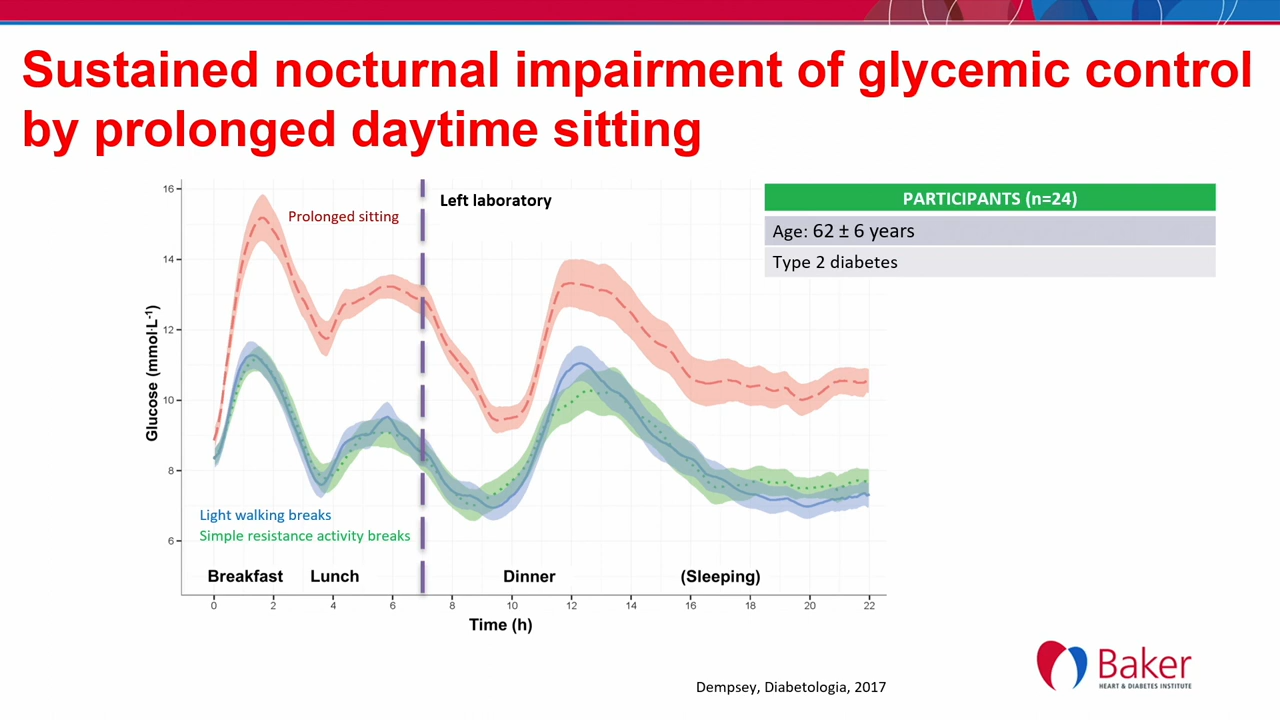 Sustained nocturnal impairment of glycemic control
by prolonged daytime sitting
16
14
12
10
8
6
Glucose (mmol·L⁻¹)
Prolonged sitting
Left laboratory
Light walking breaks
Simple resistance activity breaks
Breakfast Lunch Dinner (Sleeping)
0 2 4 6 8 10 12 14 16 18 20 22
Time (h)
PARTICIPANTS (n=24)
Age: 62 ± 6 years
Type 2 diabetes
Baker
HEART & DIABETES INSTITUTE
Dempsey, Diabetologia, 2017